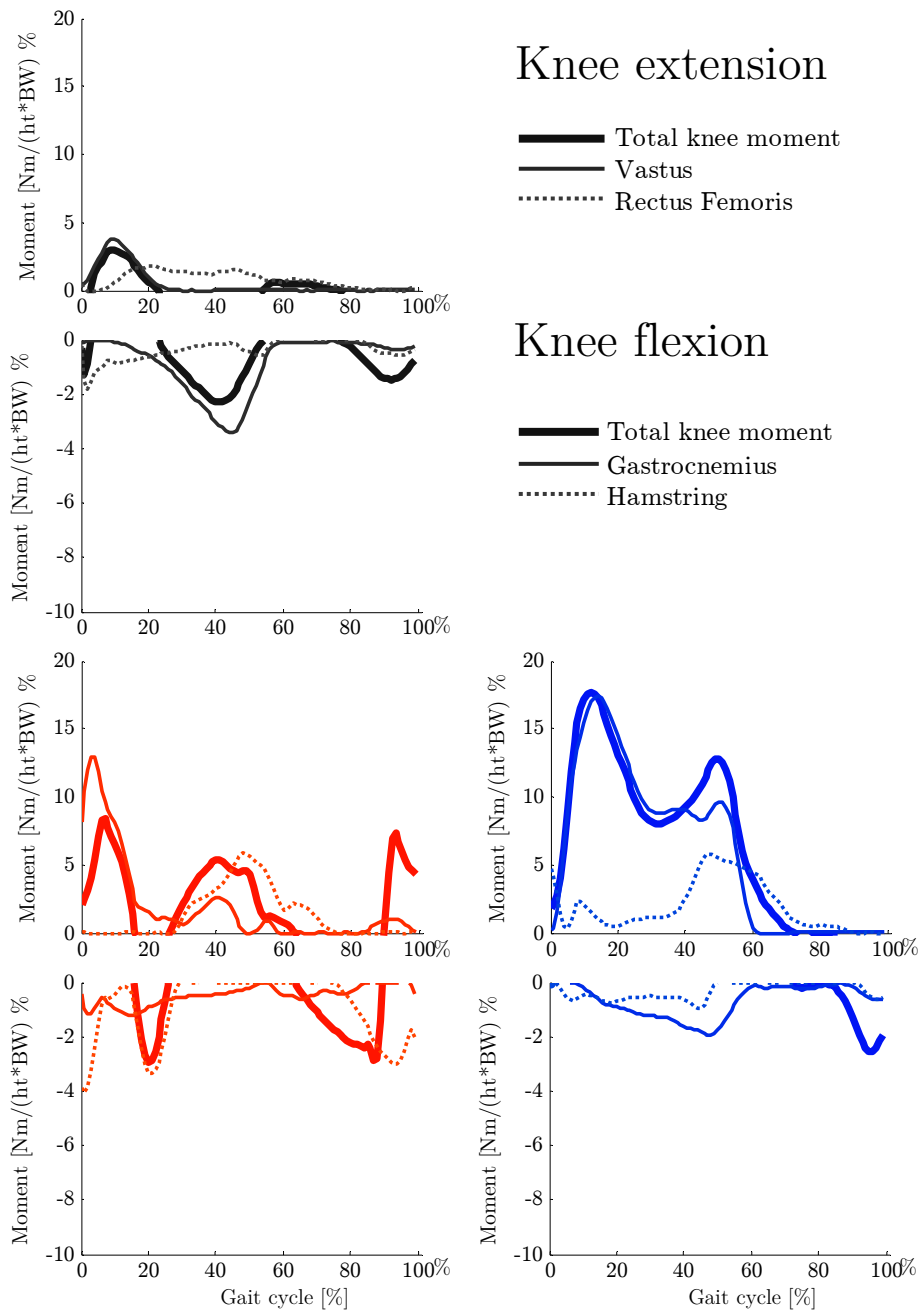 Knee extension
Total knee moment
Vastus
Rectus Femoris
Moment [Nm/(ht*BW) %
20
15
10
5
0
0 20 40 60 80 100%
Knee flexion
Total knee moment
Gastrocnemius
Hamstring
Moment [Nm/(ht*BW) %
0
-2
-4
-6
-8
-10
0 20 40 60 80 100%
Moment [Nm/(ht*BW) %
20
15
10
5
0
0 20 40 60 80 100%
Moment [Nm/(ht*BW) %
20
15
10
5
0
0 20 40 60 80 100%
Moment [Nm/(ht*BW) %
0
-2
-4
-6
-8
-10
0 20 40 60 80 100%
Gait cycle [%]
Moment [Nm/(ht*BW) %
0
-2
-4
-6
-8
-10
0 20 40 60 80 100%
Gait cycle [%]